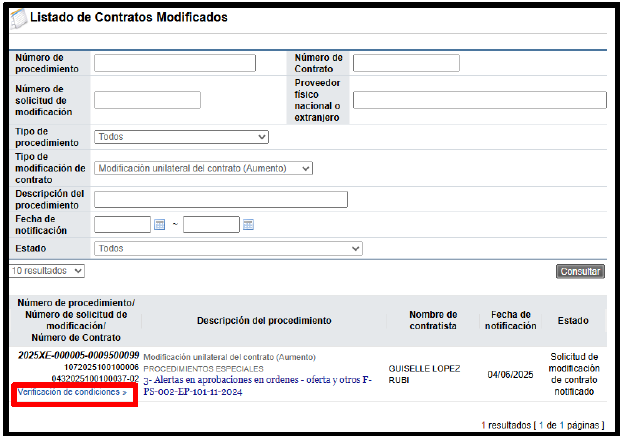 Listado de Contratos Modificados
Número de procedimiento
Número de Contrato
Número de solicitud de modificación
Proveedor físico nacional o extranjero
Tipo de procedimiento
Todos
Tipo de modificación de contrato
Modificación unilateral del contrato (Aumento)
Descripción del procedimiento
Fecha de notificación
~
Estado
Todos
10 resultados
Consultar
Número de procedimiento/
Número de solicitud de modificación/
Número de Contrato
Descripción del procedimiento
Nombre de contratista
Fecha de notificación
Estado
2025XE-000005-0009500099
1072025100100006
0432025100100037-02
Verificación de condiciones >
Modificación unilateral del contrato (Aumento)
PROCEDIMIENTOS ESPECIALES
3- Alertas en aprobaciones en ordenes - oferta y otros F-
PS-002-EP-101-11-2024
GUISELLE LOPEZ
RUBI
04/06/2025
Solicitud de
modificación
de contrato
notificado
1 resultados [ 1 de 1 páginas ]